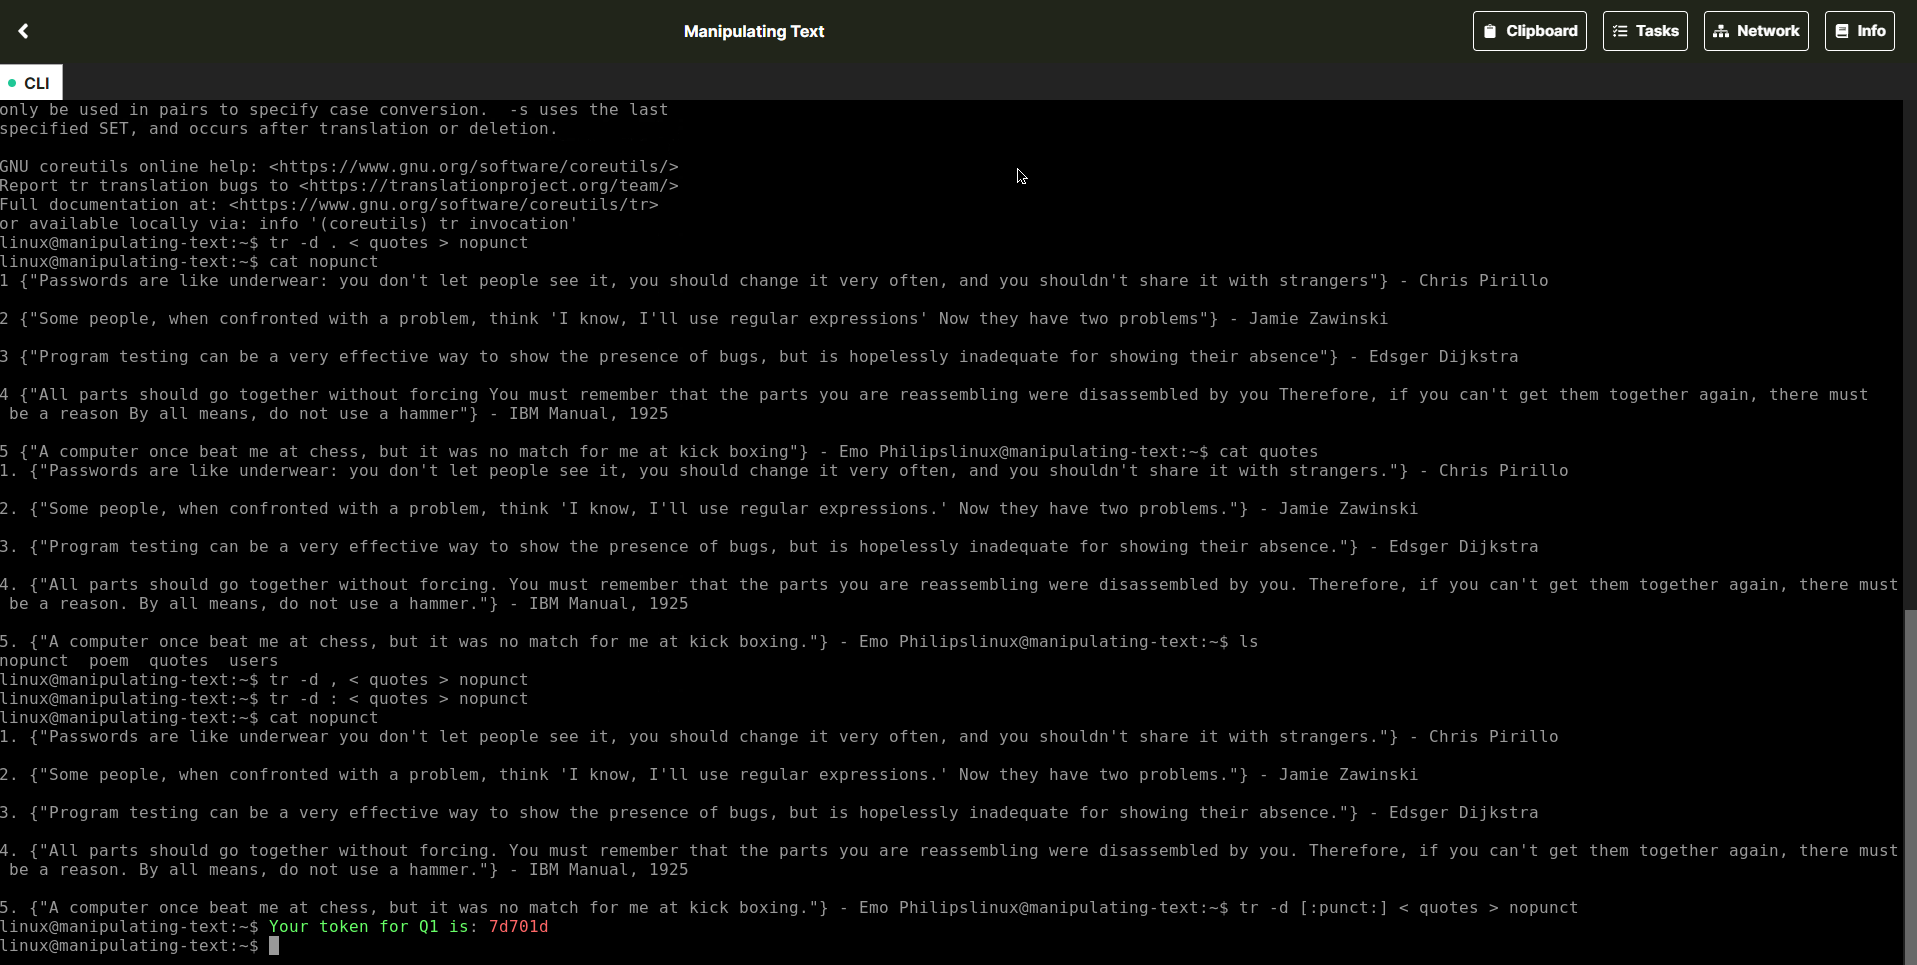 Manipulating Text
Clipboard
Tasks
Network
Info
CLI
only be used in pairs to specify case conversion.  -s uses the last
specified SET, and occurs after translation or deletion.
GNU coreutils online help: <https://www.gnu.org/software/coreutils/>
Report tr translation bugs to <https://translationproject.org/team/>
Full documentation at: <https://www.gnu.org/software/coreutils/tr>
or available locally via: info '(coreutils) tr invocation'
linux@manipulating-text:~$ tr -d . < quotes > nopunct
linux@manipulating-text:~$ cat nopunct
1 {"Passwords are like underwear: you don't let people see it, you should change it very often, and you shouldn't share it with strangers"} - Chris Pirillo
2 {"Some people, when confronted with a problem, think 'I know, I'll use regular expressions' Now they have two problems"} - Jamie Zawinski
3 {"Program testing can be a very effective way to show the presence of bugs, but is hopelessly inadequate for showing their absence"} - Edsger Dijkstra
4 {"All parts should go together without forcing You must remember that the parts you are reassembling were disassembled by you Therefore, if you can't get them together again, there must
be a reason By all means, do not use a hammer"} - IBM Manual, 1925
5 {"A computer once beat me at chess, but it was no match for me at kick boxing"} - Emo Philipslinux@manipulating-text:~$ cat quotes
1. {"Passwords are like underwear: you don't let people see it, you should change it very often, and you shouldn't share it with strangers."} - Chris Pirillo
2. {"Some people, when confronted with a problem, think 'I know, I'll use regular expressions.' Now they have two problems."} - Jamie Zawinski
3. {"Program testing can be a very effective way to show the presence of bugs, but is hopelessly inadequate for showing their absence."} - Edsger Dijkstra
4. {"All parts should go together without forcing. You must remember that the parts you are reassembling were disassembled by you. Therefore, if you can't get them together again, there must
be a reason. By all means, do not use a hammer."} - IBM Manual, 1925
5. {"A computer once beat me at chess, but it was no match for me at kick boxing."} - Emo Philipslinux@manipulating-text:~$ ls
nopunct  poem  quotes  users
linux@manipulating-text:~$ tr -d , < quotes > nopunct
linux@manipulating-text:~$ tr -d : < quotes > nopunct
linux@manipulating-text:~$ cat nopunct
1. {"Passwords are like underwear you don't let people see it, you should change it very often, and you shouldn't share it with strangers."} - Chris Pirillo
2. {"Some people, when confronted with a problem, think 'I know, I'll use regular expressions.' Now they have two problems."} - Jamie Zawinski
3. {"Program testing can be a very effective way to show the presence of bugs, but is hopelessly inadequate for showing their absence."} - Edsger Dijkstra
4. {"All parts should go together without forcing. You must remember that the parts you are reassembling were disassembled by you. Therefore, if you can't get them together again, there must
be a reason. By all means, do not use a hammer."} - IBM Manual, 1925
5. {"A computer once beat me at chess, but it was no match for me at kick boxing."} - Emo Philipslinux@manipulating-text:~$ tr -d [:punct:] < quotes > nopunct
linux@manipulating-text:~$ Your token for Q1 is: 7d701d
linux@manipulating-text:~$